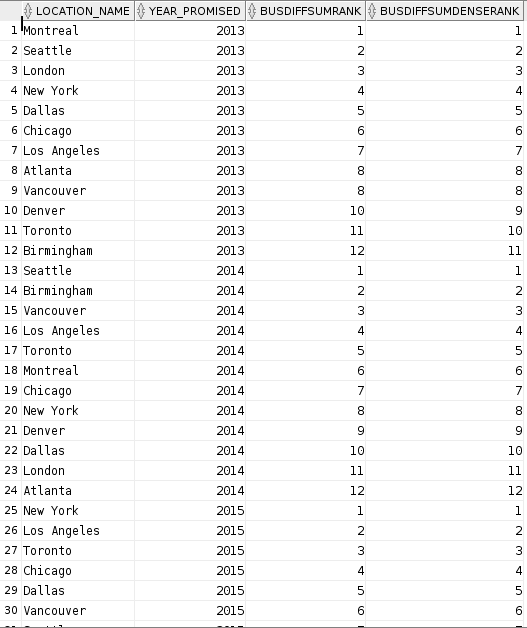 LOCATION_NAME YEAR_PROMISED BUSDIFFSUMRANK BUSDIFFSUMDENSERANK
1 Montreal 2013 1 1
2 Seattle 2013 2 2
3 London 2013 3 3
4 New York 2013 4 4
5 Dallas 2013 5 5
6 Chicago 2013 6 6
7 Los Angeles 2013 7 7
8 Atlanta 2013 8 8
9 Vancouver 2013 8 8
10 Denver 2013 10 9
11 Toronto 2013 11 10
12 Birmingham 2013 12 11
13 Seattle 2014 1 1
14 Birmingham 2014 2 2
15 Vancouver 2014 3 3
16 Los Angeles 2014 4 4
17 Toronto 2014 5 5
18 Montreal 2014 6 6
19 Chicago 2014 7 7
20 New York 2014 8 8
21 Denver 2014 9 9
22 Dallas 2014 10 10
23 London 2014 11 11
24 Atlanta 2014 12 12
25 New York 2015 1 1
26 Los Angeles 2015 2 2
27 Toronto 2015 3 3
28 Chicago 2015 4 4
29 Dallas 2015 5 5
30 Vancouver 2015 6 6